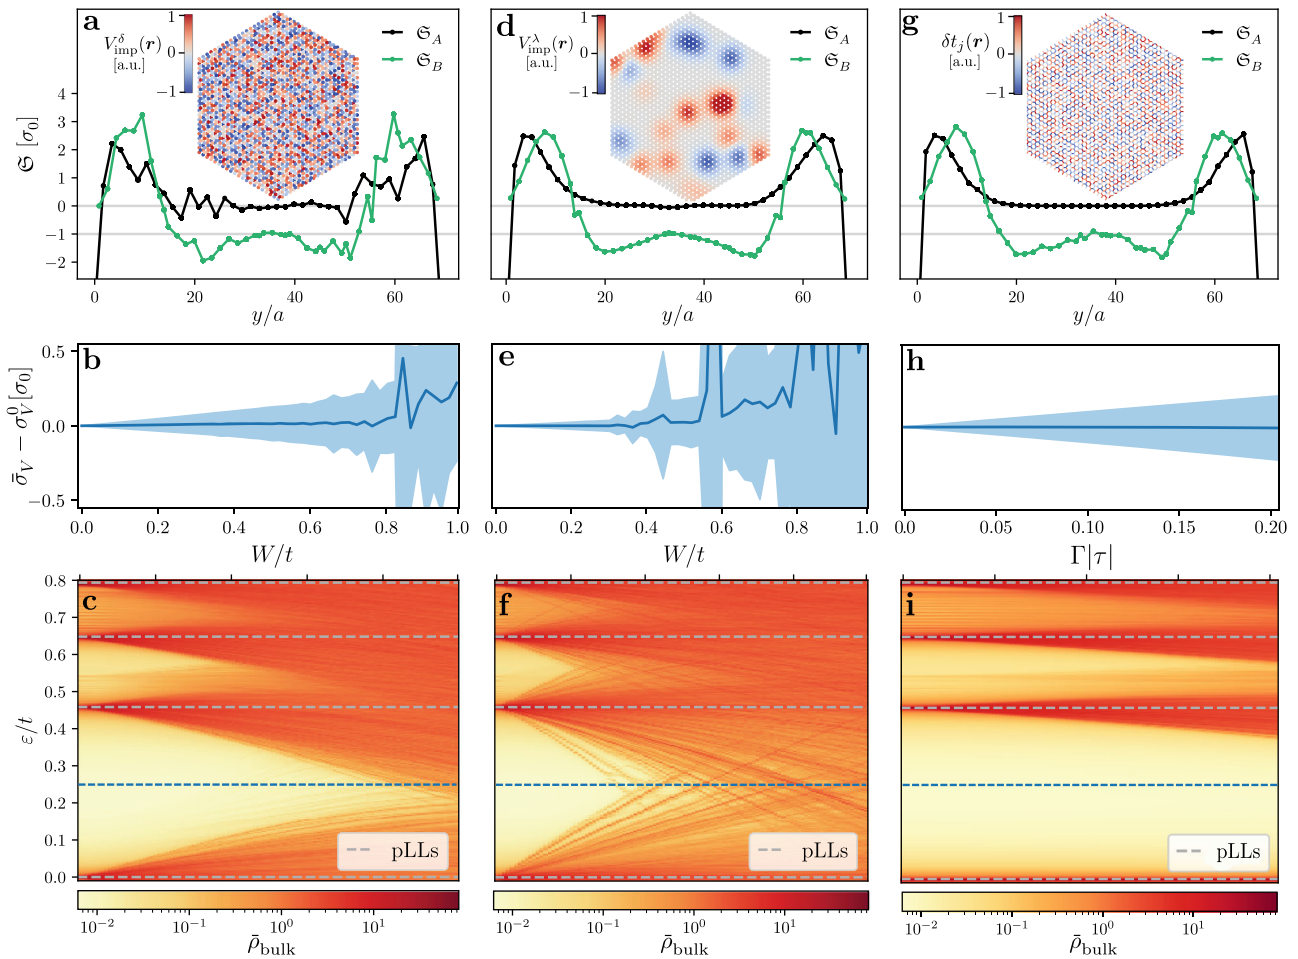 a
V^δ_imp(r)
[a.u.]
1
0
−1
𝔖_A
𝔖_B
𝔖 [σ_0]
4
3
2
1
0
−1
−2
0 20 40 60
y/a
d
V^λ_imp(r)
[a.u.]
1
0
−1
𝔖_A
𝔖_B
0 20 40 60
y/a
g
δt_j(r)
[a.u.]
1
0
−1
𝔖_A
𝔖_B
0 20 40 60
y/a
b
σ̄_V − σ^0_V [σ_0]
0.5
0.0
−0.5
0.0 0.2 0.4 0.6 0.8 1.0
W/t
e
0.0 0.2 0.4 0.6 0.8 1.0
W/t
h
0.0 0.05 0.10 0.15 0.20
Γ|τ|
c
ε/t
0.8
0.7
0.6
0.5
0.4
0.3
0.2
0.1
0.0
pLLs
10^−2 10^−1 10^0 10^1
ρ̄_bulk
f
pLLs
10^−2 10^−1 10^0 10^1
ρ̄_bulk
i
pLLs
10^−2 10^−1 10^0 10^1
ρ̄_bulk